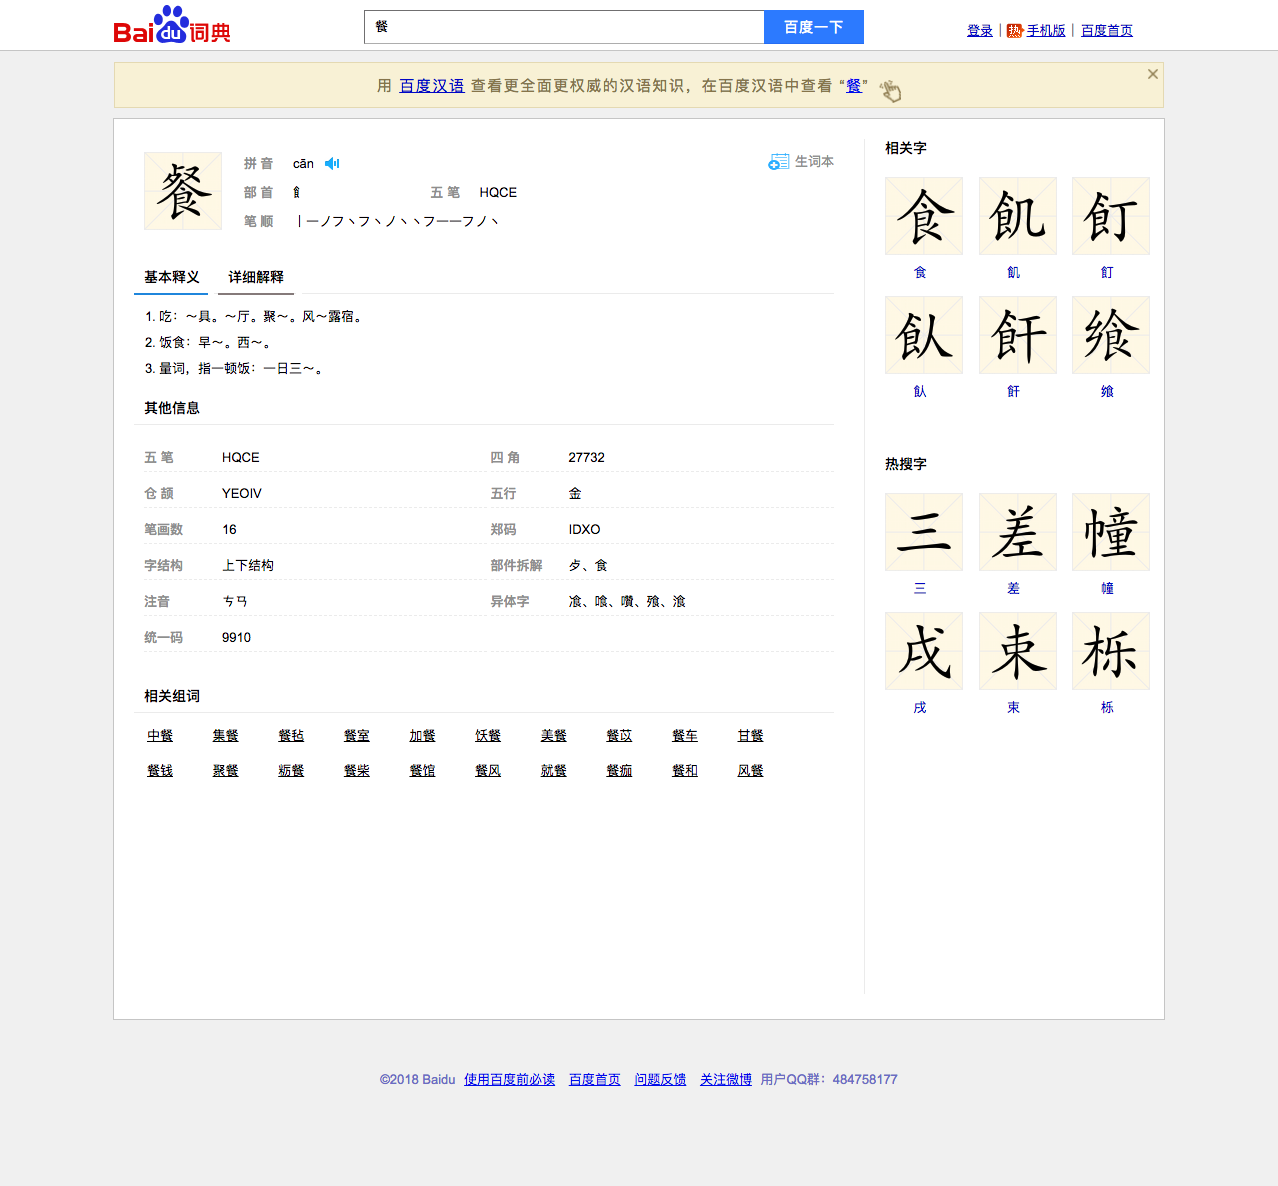 Baidu词典
餐
百度一下
登录 | 热 手机版 | 百度首页
用 百度汉语 查看更全面更权威的汉语知识，在百度汉语中查看 “餐”
餐
拼 音 cān
生词本
部 首 飠 五 笔 HQCE
笔 顺 丨一ノフ丶フ丶ノ丶丶フ一一フノ丶
基本释义 详细解释
1. 吃：～具。～厅。聚～。风～露宿。
2. 饭食：早～。西～。
3. 量词，指一顿饭：一日三～。
其他信息
五 笔 HQCE 四 角 27732
仓 颉 YEOIV 五行 金
笔画数 16 郑码 IDXO
字结构 上下结构 部件拆解 歺、食
注音 ㄘㄢ 异体字 飡、喰、囋、飱、湌
统一码 9910
相关组词
中餐 集餐 餐毡 餐室 加餐 饫餐 美餐 餐苡 餐车 甘餐
餐钱 聚餐 粝餐 餐柴 餐馆 餐风 就餐 餐痂 餐和 风餐
相关字
食 飢 飣
食 飢 飣
飤 飦 飨
飤 飦 飨
热搜字
三 差 幢
三 差 幢
戌 束 栎
戌 束 栎
©2018 Baidu 使用百度前必读 百度首页 问题反馈 关注微博 用户QQ群：484758177